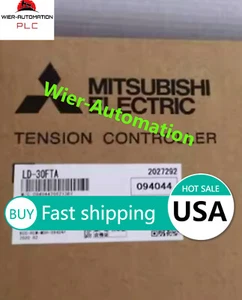 WIER-AUTOMATION
PLC
MITSUBISHI
ELECTRIC
Wier-Automation
TENSION CONTROLLER
LD-30FTA
2027292
094044
HOT SALE
BUY Fast shipping USA